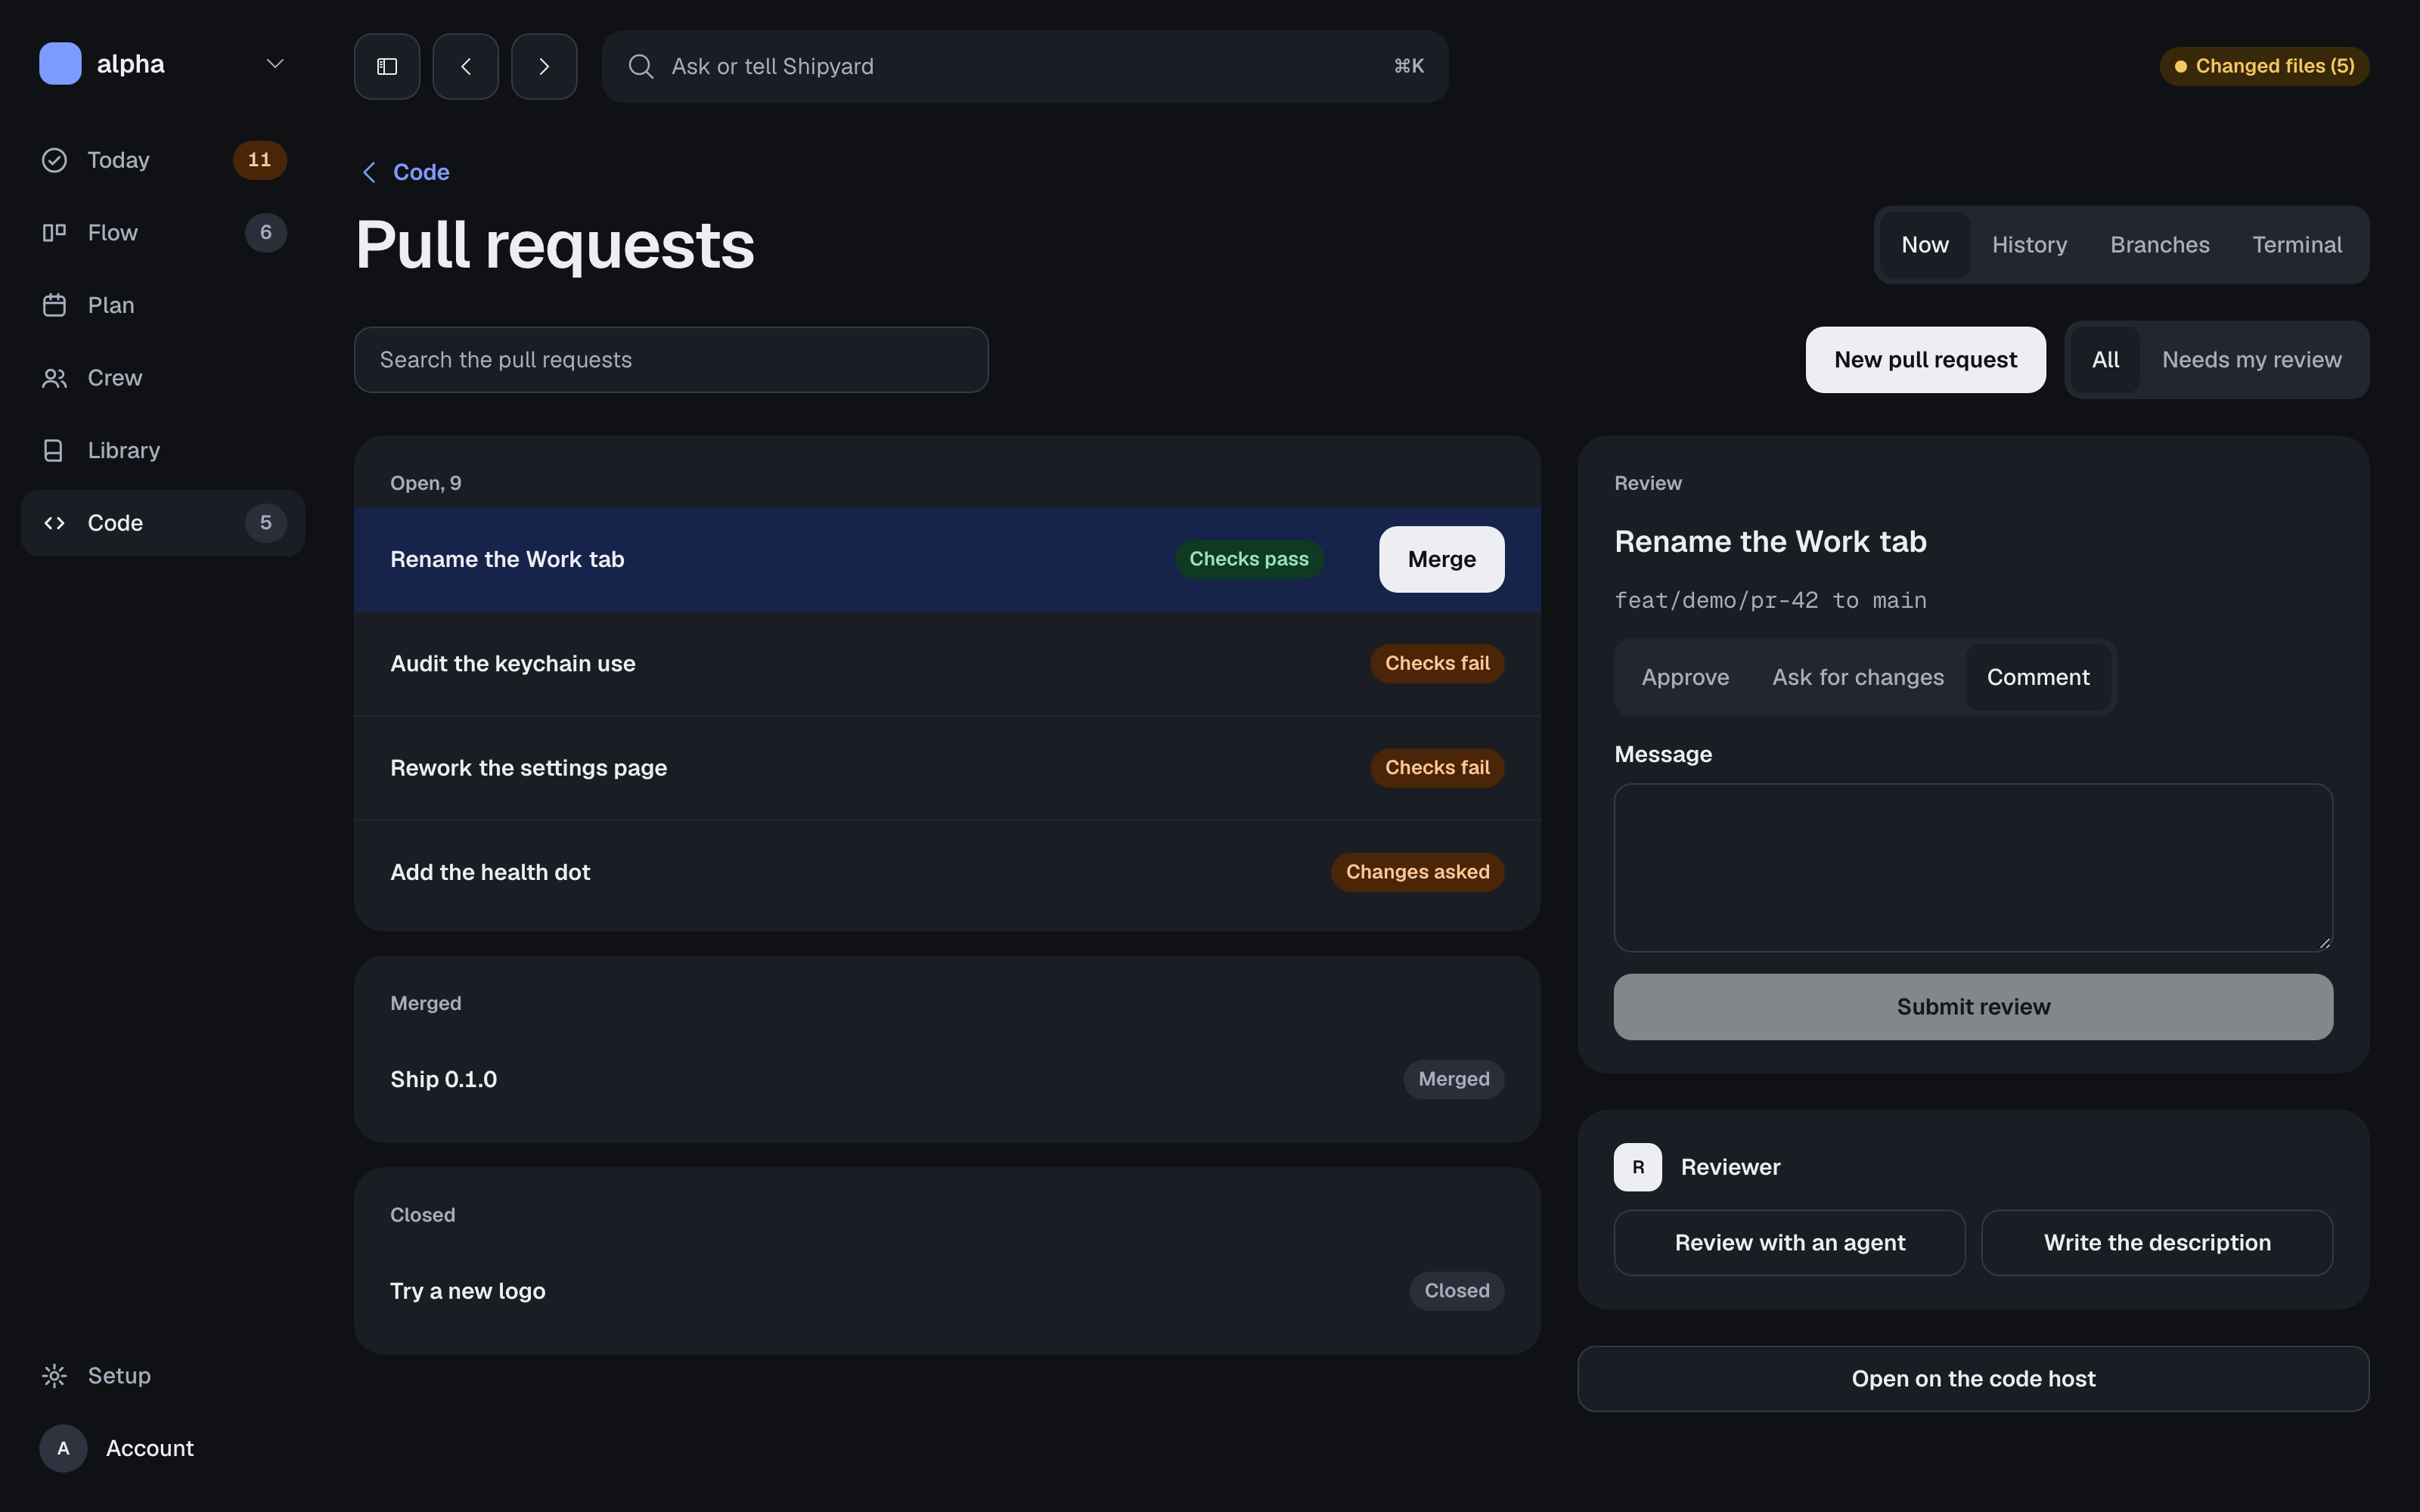 alpha
Ask or tell Shipyard
⌘K
Changed files (5)
Today
11
Flow
6
Plan
Crew
Library
Code
5
Setup
A
Account
Code
Pull requests
Now
History
Branches
Terminal
Search the pull requests
New pull request
All
Needs my review
Open, 9
Rename the Work tab
Checks pass
Merge
Audit the keychain use
Checks fail
Rework the settings page
Checks fail
Add the health dot
Changes asked
Merged
Ship 0.1.0
Merged
Closed
Try a new logo
Closed
Review
Rename the Work tab
feat/demo/pr-42 to main
Approve
Ask for changes
Comment
Message
Submit review
R
Reviewer
Review with an agent
Write the description
Open on the code host